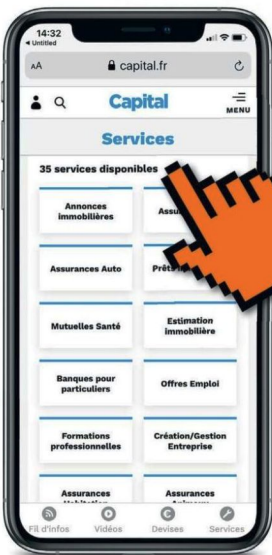 14:32
◀ Untitled
AA
capital.fr
Capital
MENU
Services
35 services disponibles
Annonces
immobilières
Assurances Auto
Mutuelles Santé
Estimation
immobilière
Banques pour
particuliers
Offres Emploi
Formations
professionnelles
Création/Gestion
Entreprise
Assurances
Assurances
Fil d'infos
Vidéos
Devises
Services